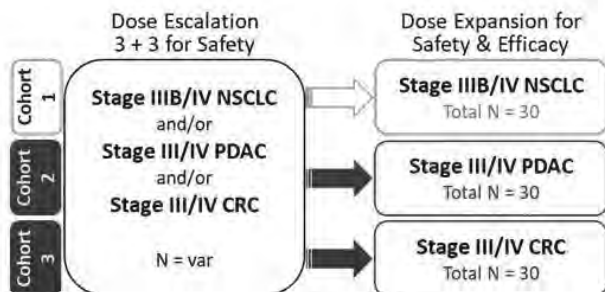 Dose Escalation
3 + 3 for Safety
Dose Expansion for
Safety & Efficacy
Cohort
1
Cohort
2
Cohort
3
Stage IIIB/IV NSCLC
and/or
Stage III/IV PDAC
and/or
Stage III/IV CRC
N = var
Stage IIIB/IV NSCLC
Total N = 30
Stage III/IV PDAC
Total N = 30
Stage III/IV CRC
Total N = 30